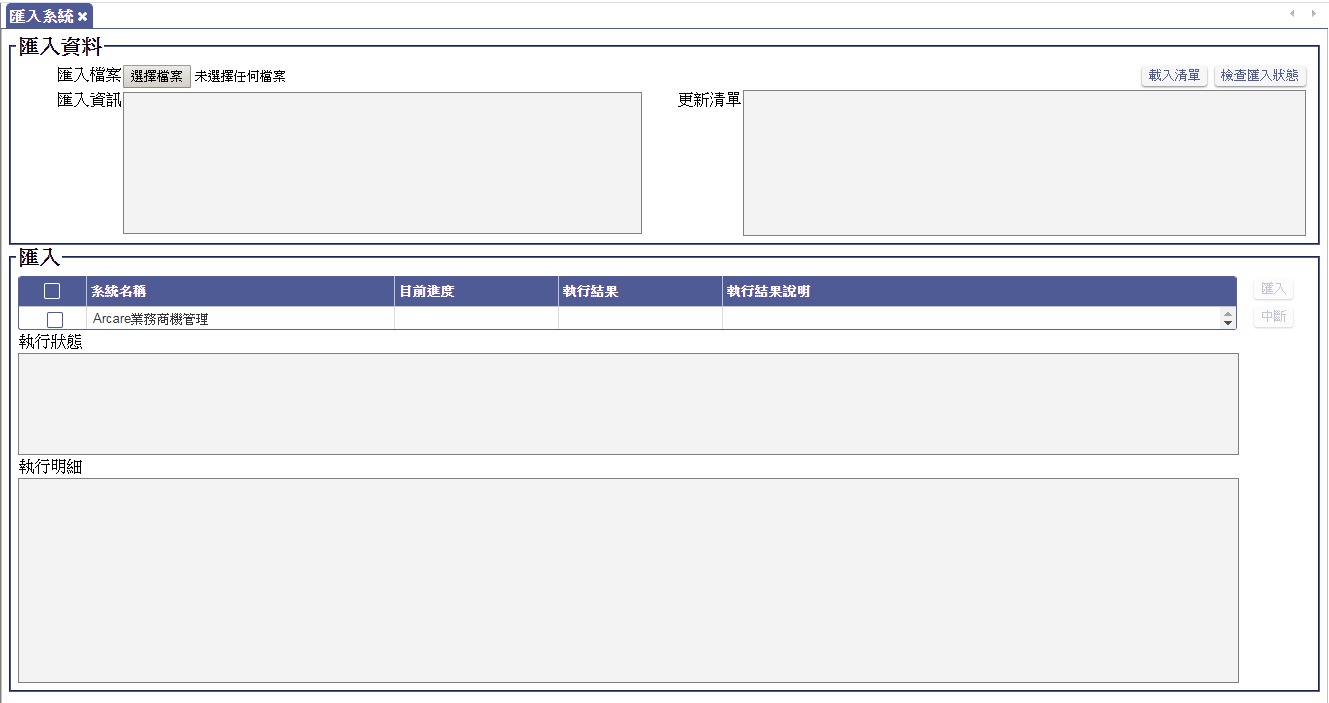 匯入系統
匯入資料
匯入檔案 選擇檔案 未選擇任何檔案 載入清單 檢查匯入狀態
匯入資訊 更新清單
匯入
系統名稱 目前進度 執行結果 執行結果說明 匯入
Arcare業務商機管理 中斷
執行狀態
執行明細